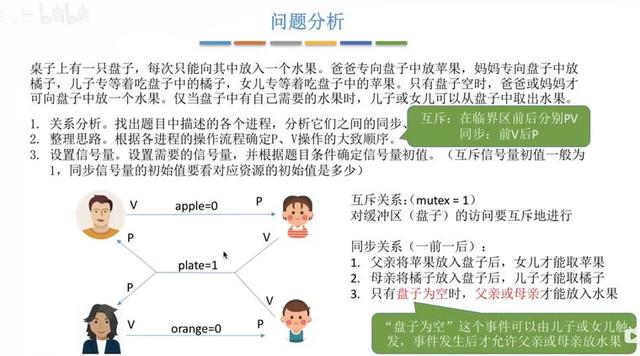 bilibili
问题分析
桌子上有一只盘子，每次只能向其中放入一个水果。爸爸专向盘子中放苹果，妈妈专向盘子中放
橘子，儿子专等着吃盘子中的橘子，女儿专等着吃盘子中的苹果。只有盘子空时，爸爸或妈妈才
可向盘子中放一个水果。仅当盘子中有自己需要的水果时，儿子或女儿可以从盘子中取出水果。
1. 关系分析。找出题目中描述的各个进程，分析它们之间的同步、
2. 整理思路。根据各进程的操作流程确定P、V操作的大致顺序。
3. 设置信号量。设置需要的信号量，并根据题目条件确定信号量初值。（互斥信号量初值一般为
1，同步信号量的初始值要看对应资源的初始值是多少）
互斥：在临界区前后分别PV
同步：前V后P
V
apple=0
P
P
V
plate=1
P
V
V
orange=0
P
互斥关系：(mutex = 1)
对缓冲区（盘子）的访问要互斥地进行
同步关系（一前一后）：
1. 父亲将苹果放入盘子后，女儿才能取苹果
2. 母亲将橘子放入盘子后，儿子才能取橘子
3. 只有盘子为空时，父亲或母亲才能放入水果
“盘子为空”这个事件可以由儿子或女儿触
发，事件发生后才允许父亲或母亲放水果